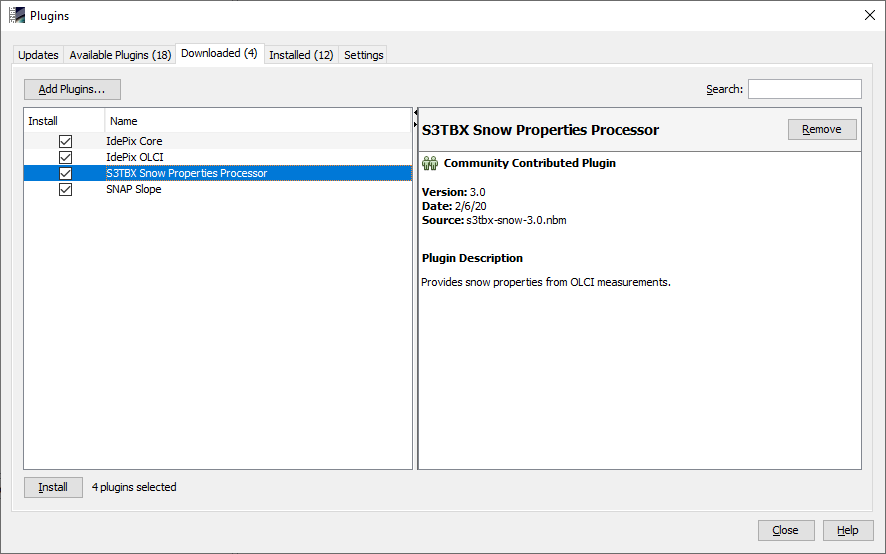 Plugins
Updates Available Plugins (18) Downloaded (4) Installed (12) Settings
Add Plugins... Search:
Install Name
IdePix Core
IdePix OLCI
S3TBX Snow Properties Processor
SNAP Slope
S3TBX Snow Properties Processor Remove
Community Contributed Plugin
Version: 3.0
Date: 2/6/20
Source: s3tbx-snow-3.0.nbm
Plugin Description
Provides snow properties from OLCI measurements.
Install 4 plugins selected
Close Help